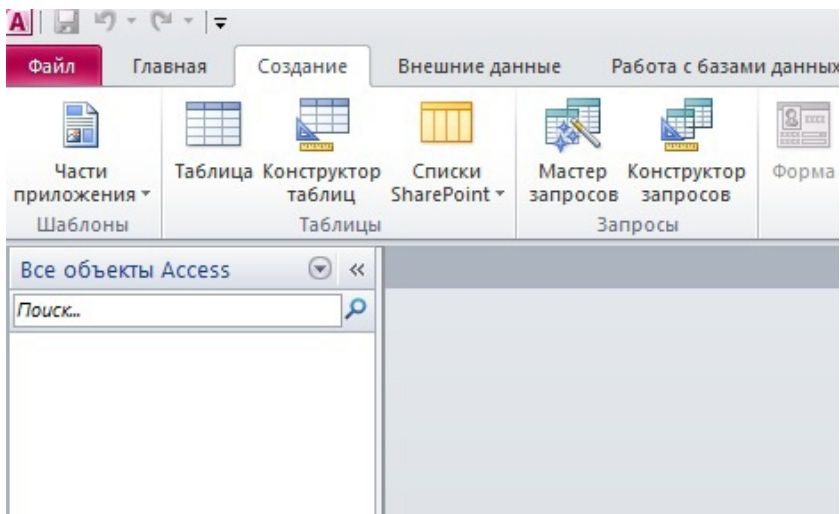 A
Файл Главная Создание Внешние данные Работа с базами данных
Части приложения Таблица Конструктор таблиц Списки SharePoint Мастер запросов Конструктор запросов Форма
Шаблоны Таблицы Запросы
Все объекты Access
Поиск...